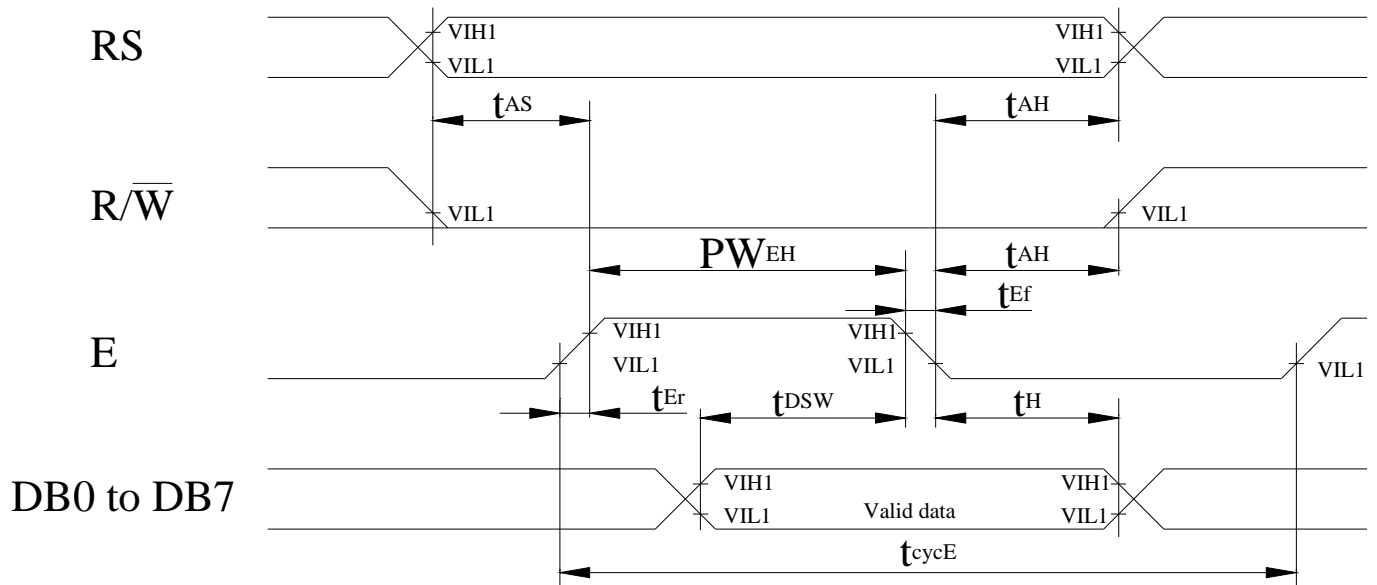 RS
VIH1
VIH1
VIL1
VIL1
tAS
tAH
R/W̅
VIL1
VIL1
PWEH
tAH
tEf
E
VIH1
VIH1
VIL1
VIL1
VIL1
tEr
tDSW
tH
DB0 to DB7
VIH1
VIH1
VIL1
Valid data
VIL1
tcycE